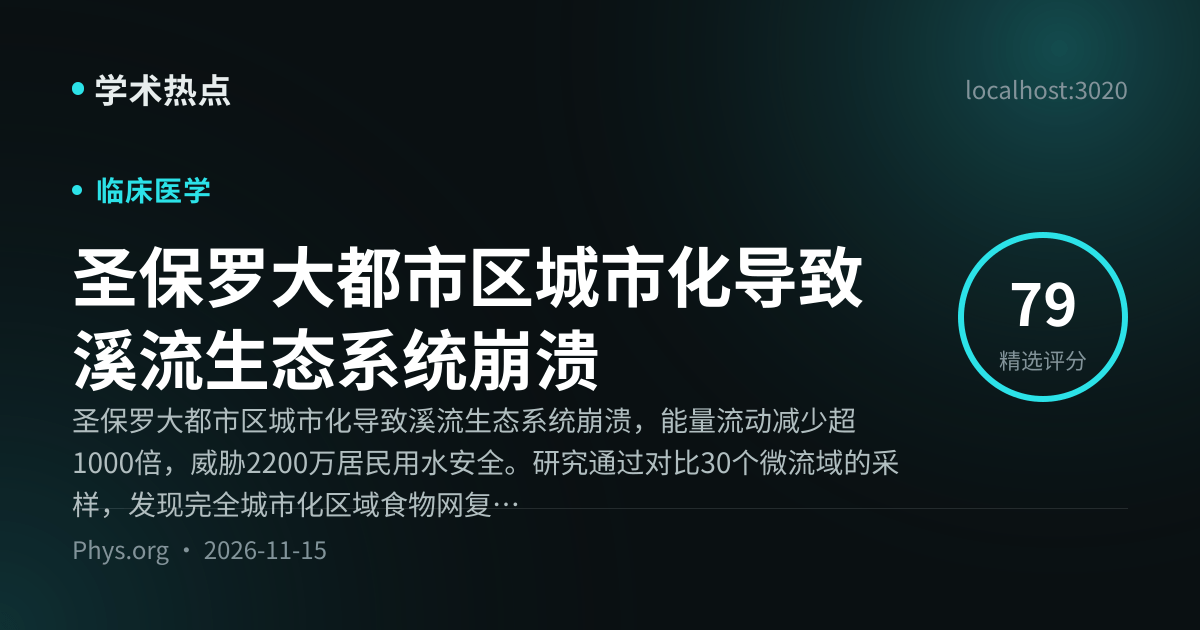 学术热点
localhost:3020
临床医学
圣保罗大都市区城市化导致
溪流生态系统崩溃
79
精选评分
圣保罗大都市区城市化导致溪流生态系统崩溃，能量流动减少超
1000倍，威胁2200万居民用水安全。研究通过对比30个微流域的采
样，发现完全城市化区域食物网复…
Phys.org · 2026-11-15